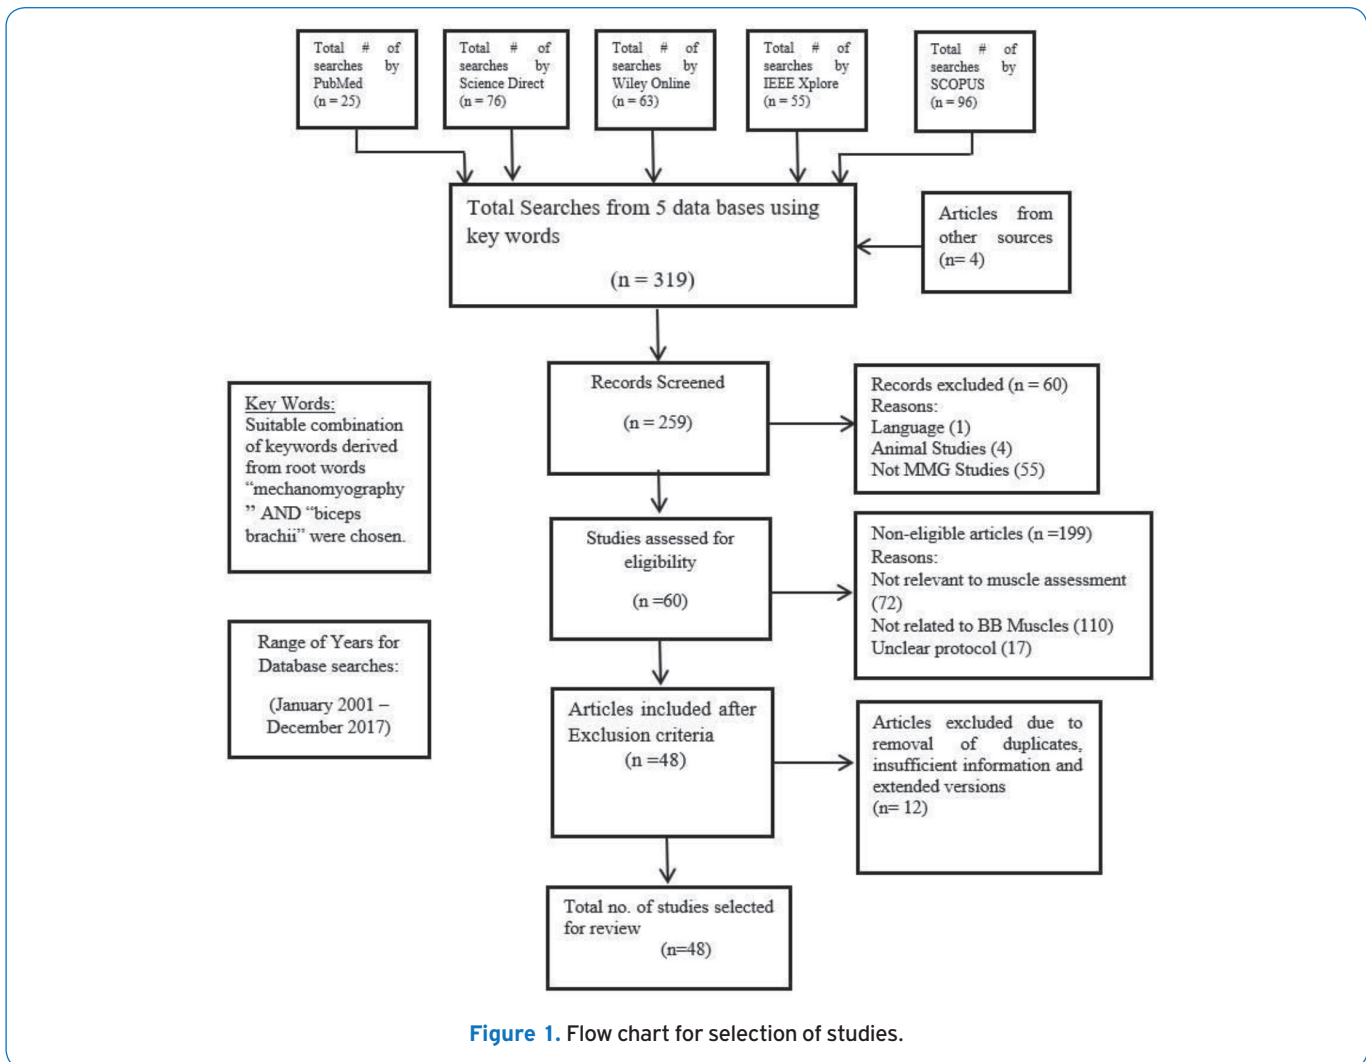 Total # of
searches by
PubMed
(n = 25)
Total # of
searches by
Science Direct
(n = 76)
Total # of
searches by
Wiley Online
(n = 63)
Total # of
searches by
IEEE Xplore
(n = 55)
Total # of
searches by
SCOPUS
(n = 96)
Total Searches from 5 data bases using
key words
(n = 319)
Articles from
other sources
(n= 4)
Records Screened
(n = 259)
Records excluded (n = 60)
Reasons:
Language (1)
Animal Studies (4)
Not MMG Studies (55)
Key Words:
Suitable combination
of keywords derived
from root words
“mechanomyography
” AND “biceps
brachii” were chosen.
Studies assessed for
eligibility
(n =60)
Non-eligible articles (n =199)
Reasons:
Not relevant to muscle assessment
(72)
Not related to BB Muscles (110)
Unclear protocol (17)
Range of Years for
Database searches:
(January 2001 –
December 2017)
Articles included after
Exclusion criteria
(n =48)
Articles excluded due to
removal of duplicates,
insufficient information and
extended versions
(n= 12)
Total no. of studies selected
for review
(n=48)
Figure 1. Flow chart for selection of studies.